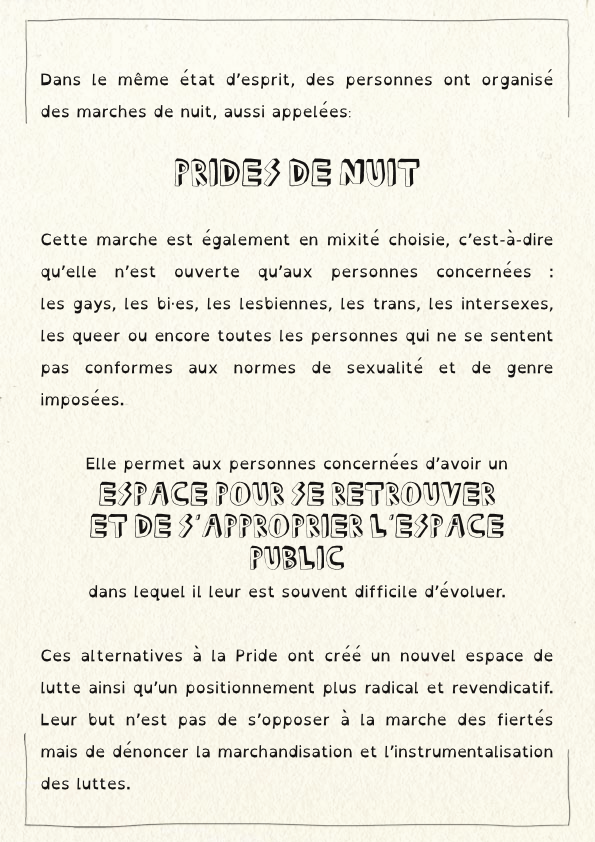 Dans le même état d'esprit, des personnes ont organisé
des marches de nuit, aussi appelées:
PRIDES DE NUIT
Cette marche est également en mixité choisie, c'est-à-dire
qu'elle n'est ouverte qu'aux personnes concernées :
les gays, les bi·es, les lesbiennes, les trans, les intersexes,
les queer ou encore toutes les personnes qui ne se sentent
pas conformes aux normes de sexualité et de genre
imposées.
Elle permet aux personnes concernées d'avoir un
ESPACE POUR SE RETROUVER
ET DE S'APPROPRIER L'ESPACE
PUBLIC
dans lequel il leur est souvent difficile d'évoluer.
Ces alternatives à la Pride ont créé un nouvel espace de
lutte ainsi qu'un positionnement plus radical et revendicatif.
Leur but n'est pas de s'opposer à la marche des fiertés
mais de dénoncer la marchandisation et l'instrumentalisation
des luttes.